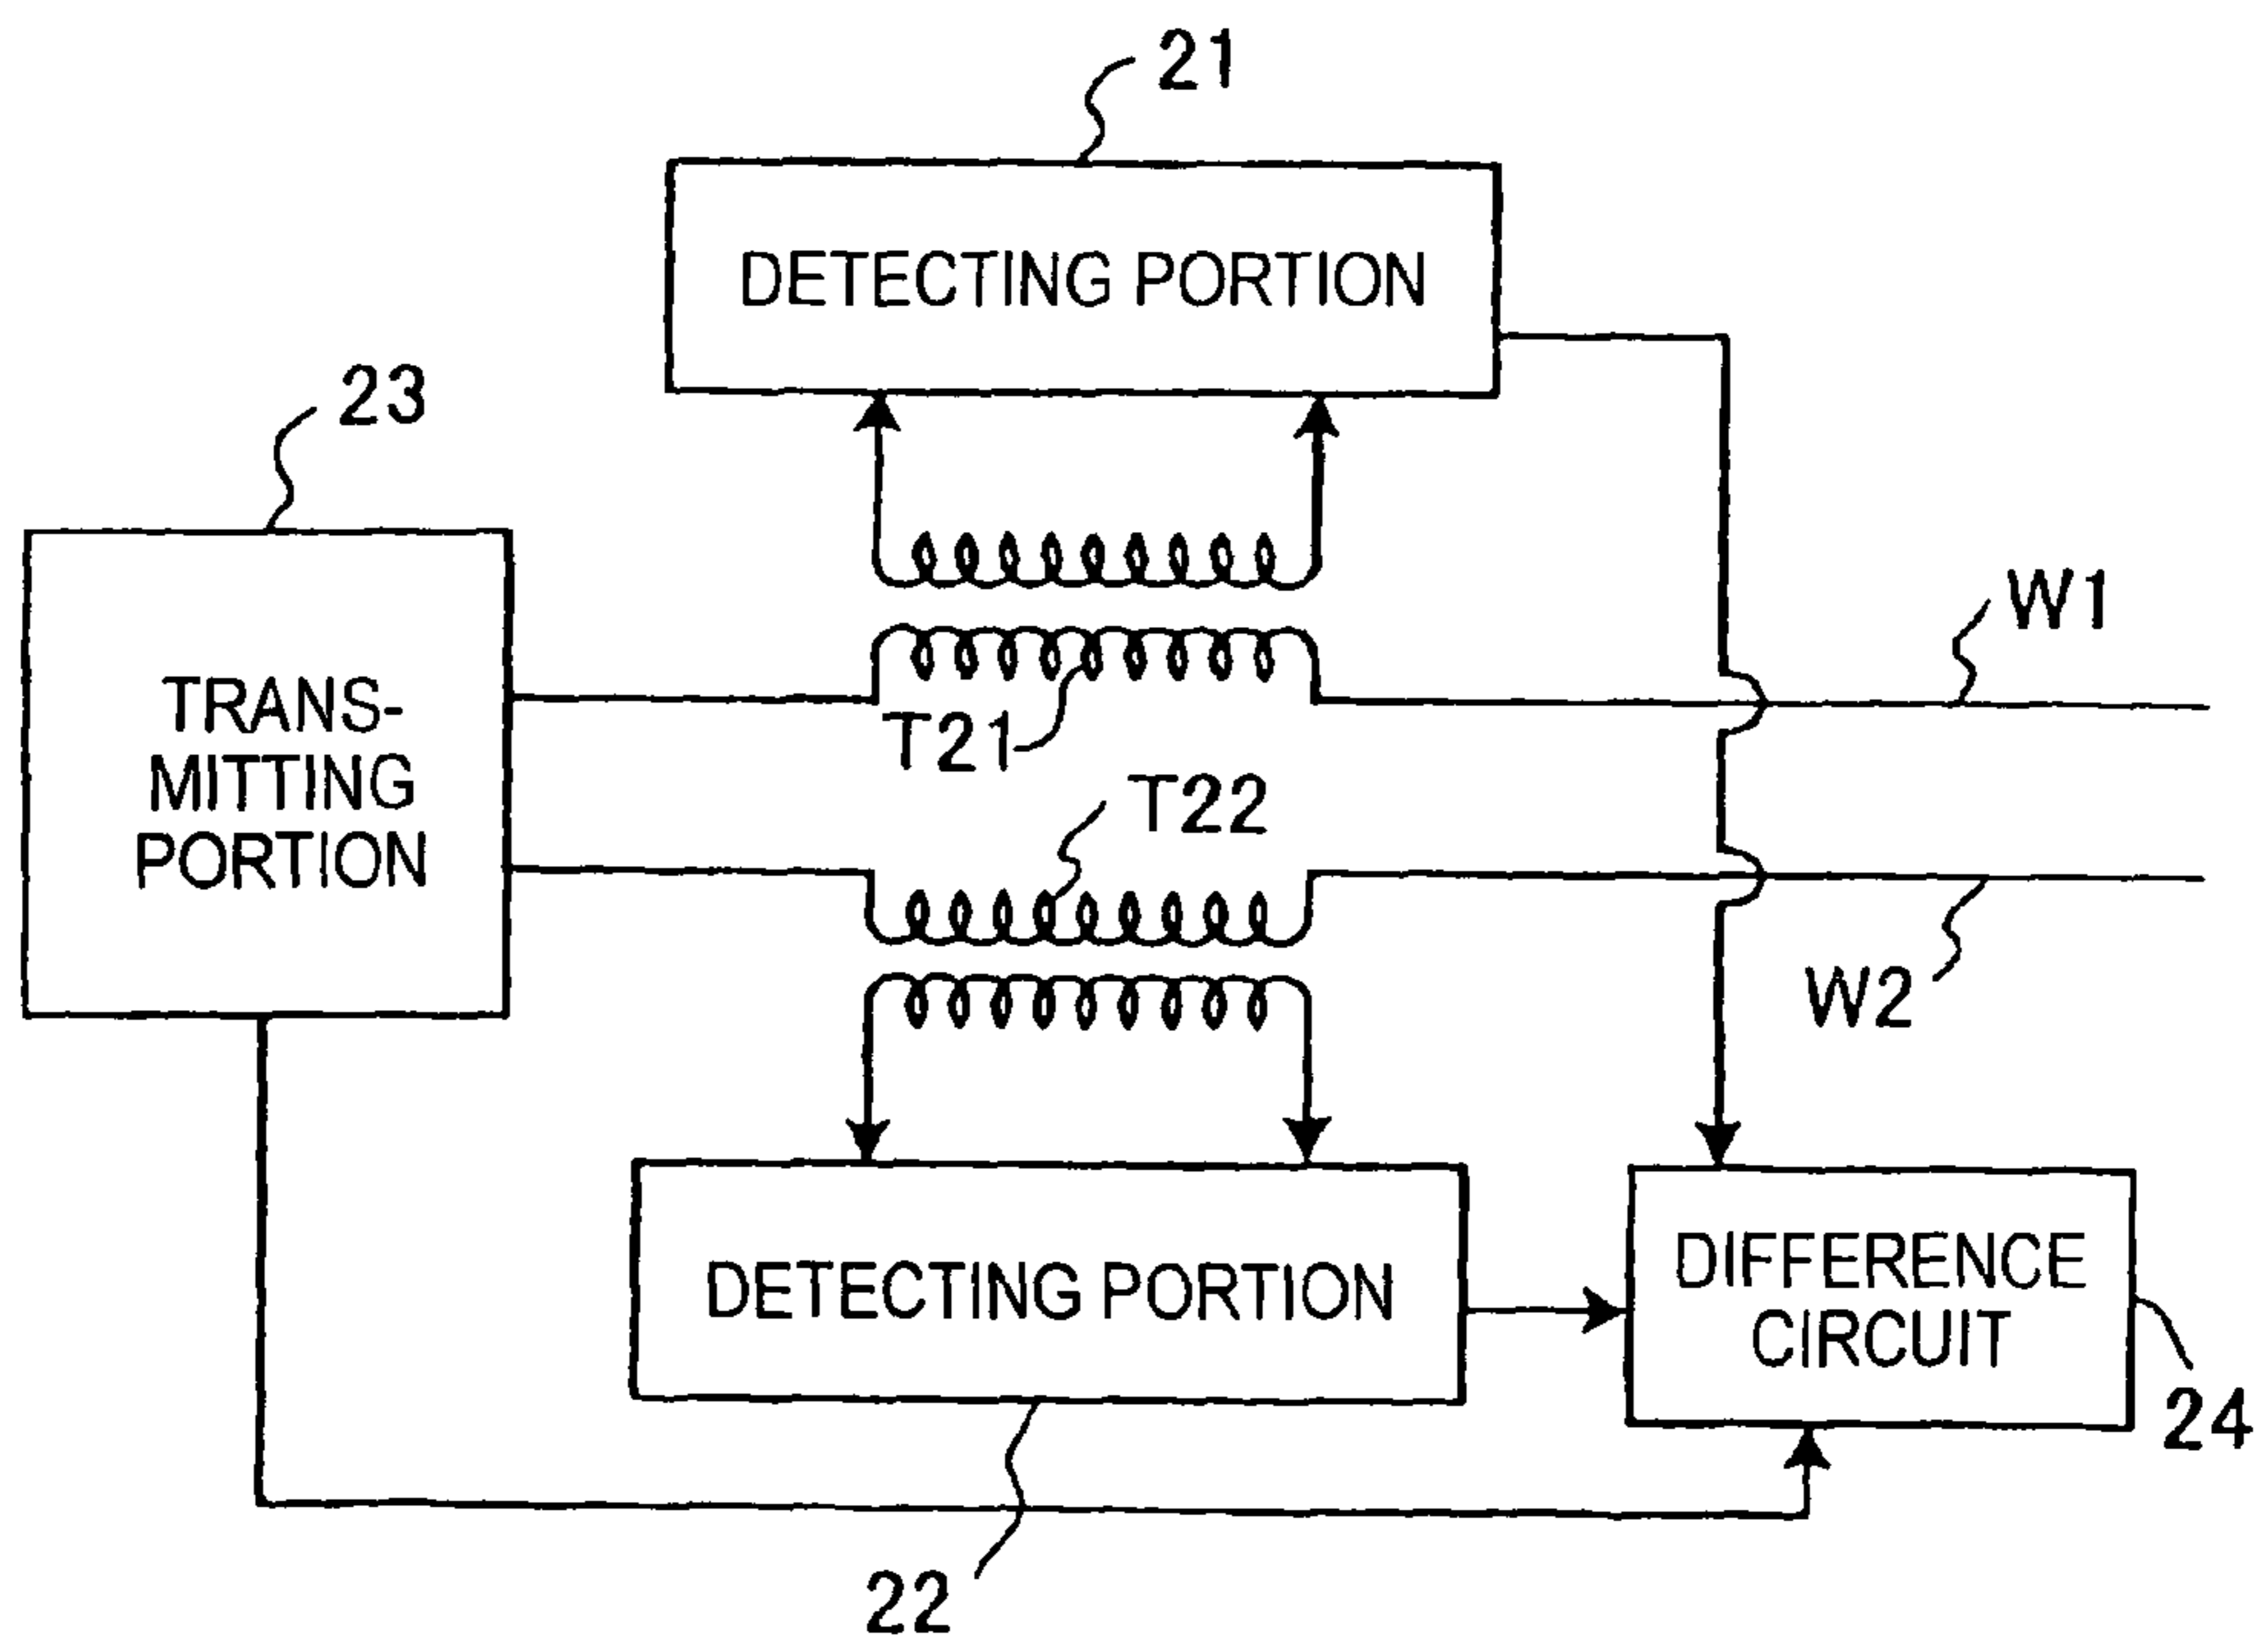 21
DETECTING PORTION
23
W1
TRANS-
MITTING
PORTION
T21
T22
W2
DETECTING PORTION
DIFFERENCE
CIRCUIT
24
22